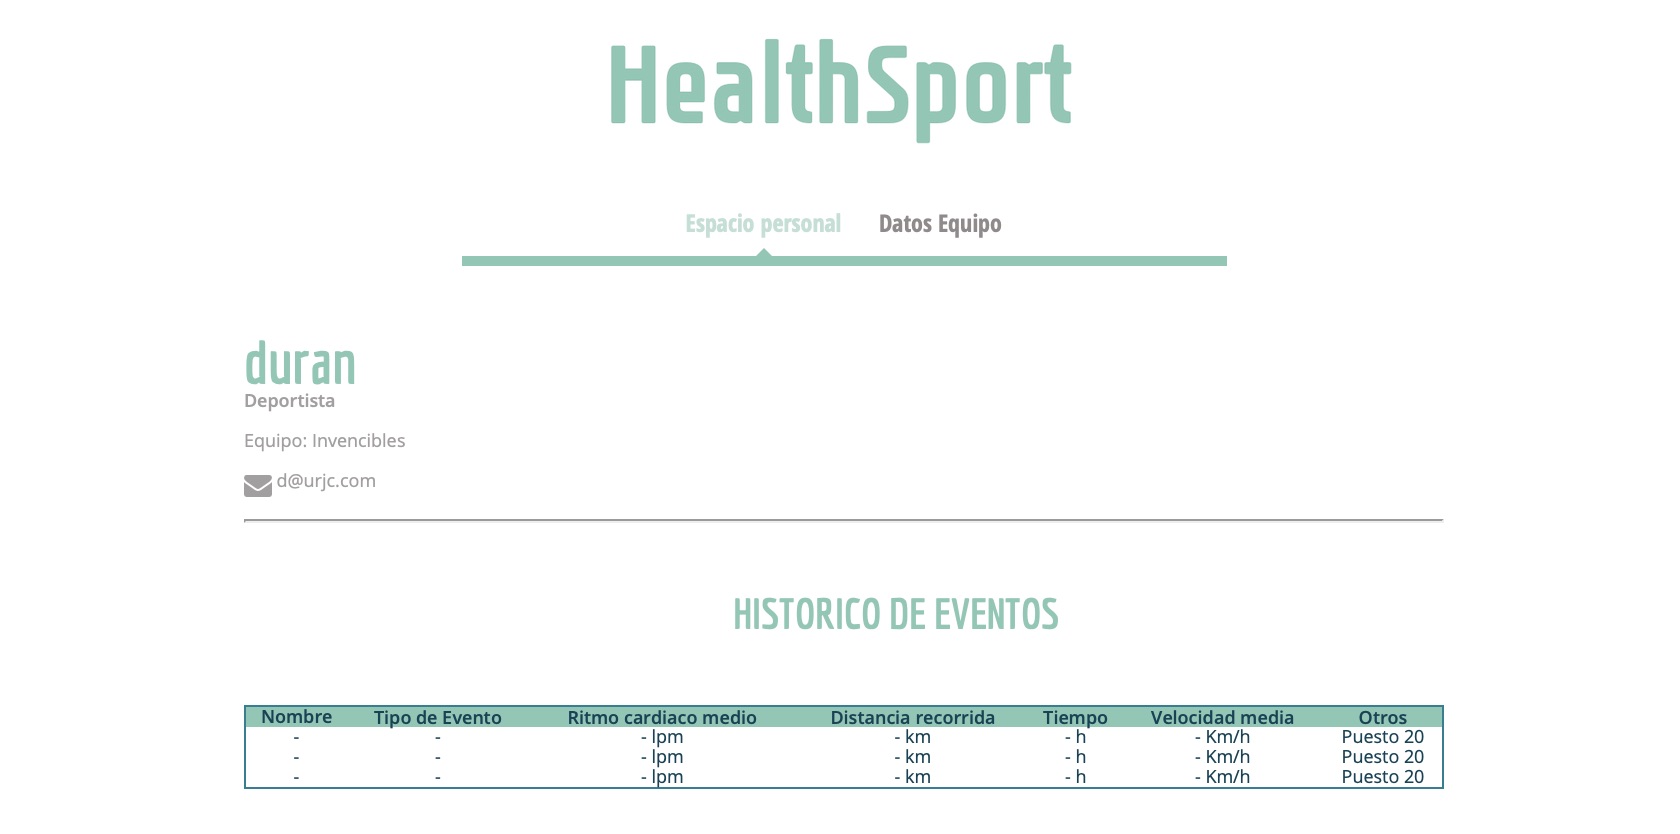 HealthSport
Espacio personal Datos Equipo
duran
Deportista
Equipo: Invencibles
d@urjc.com
HISTORICO DE EVENTOS
Nombre Tipo de Evento Ritmo cardiaco medio Distancia recorrida Tiempo Velocidad media Otros
- - - lpm - km - h - Km/h Puesto 20
- - - lpm - km - h - Km/h Puesto 20
- - - lpm - km - h - Km/h Puesto 20